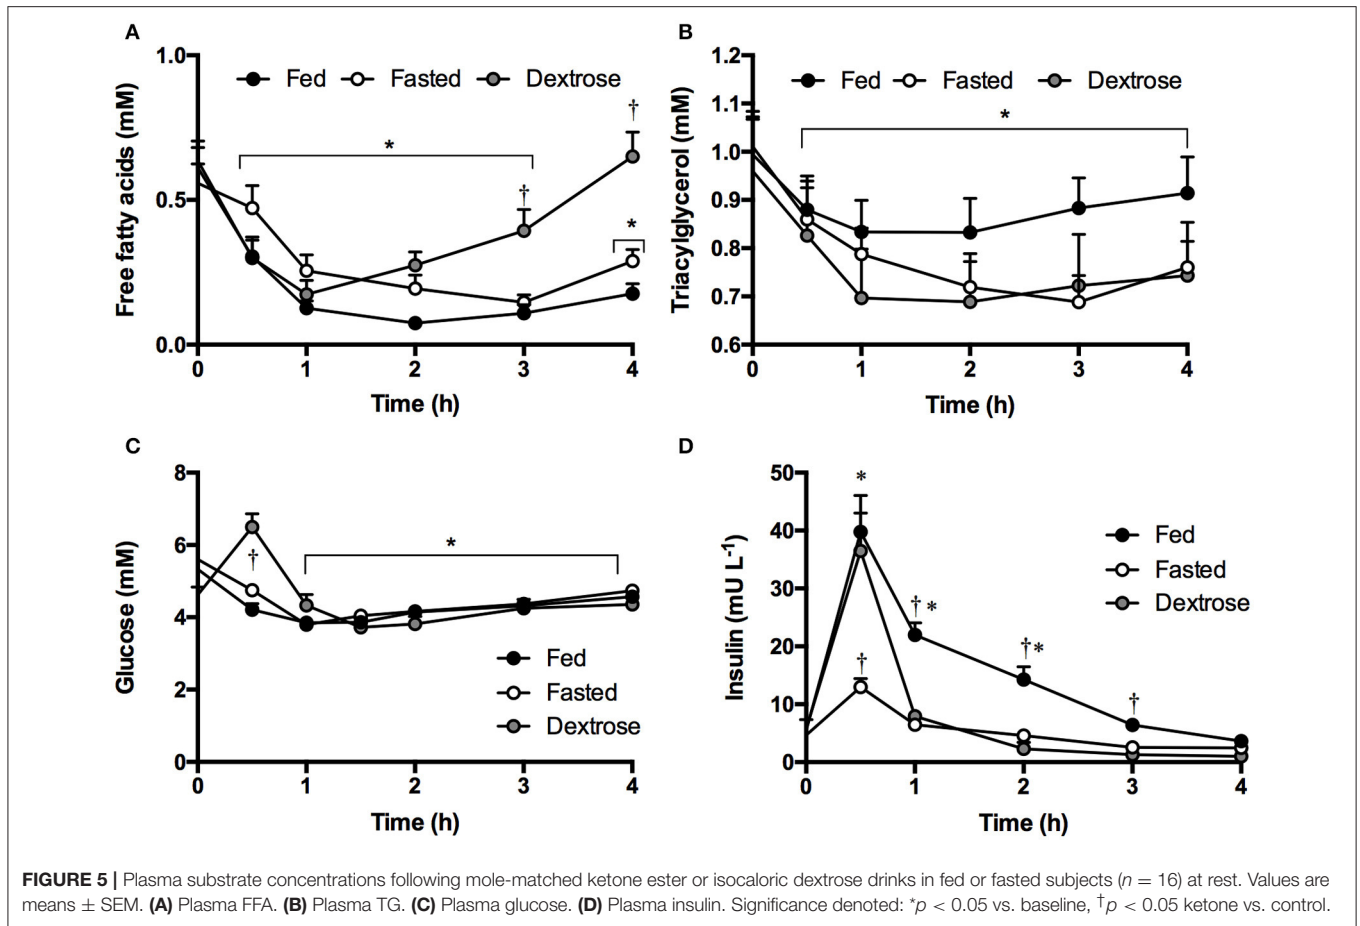 A
1.0
Fed Fasted Dextrose
†
*
†
0.5
*
0.0
0 1 2 3 4
Free fatty acids (mM)
Time (h)
B
1.2
Fed Fasted Dextrose
1.1
*
1.0
0.9
0.8
0.7
0.6
0 1 2 3 4
Triacylglycerol (mM)
Time (h)
C
8
6
*
†
4
Fed
2
Fasted
Dextrose
0
0 1 2 3 4
Glucose (mM)
Time (h)
D
50
*
40
Fed
Fasted
30
Dextrose
† *
20
†*
†
10
†
0
0 1 2 3 4
Insulin (mU L-1)
Time (h)
FIGURE 5 | Plasma substrate concentrations following mole-matched ketone ester or isocaloric dextrose drinks in fed or fasted subjects (n = 16) at rest. Values are
means ± SEM. (A) Plasma FFA. (B) Plasma TG. (C) Plasma glucose. (D) Plasma insulin. Significance denoted: *p < 0.05 vs. baseline, †p < 0.05 ketone vs. control.